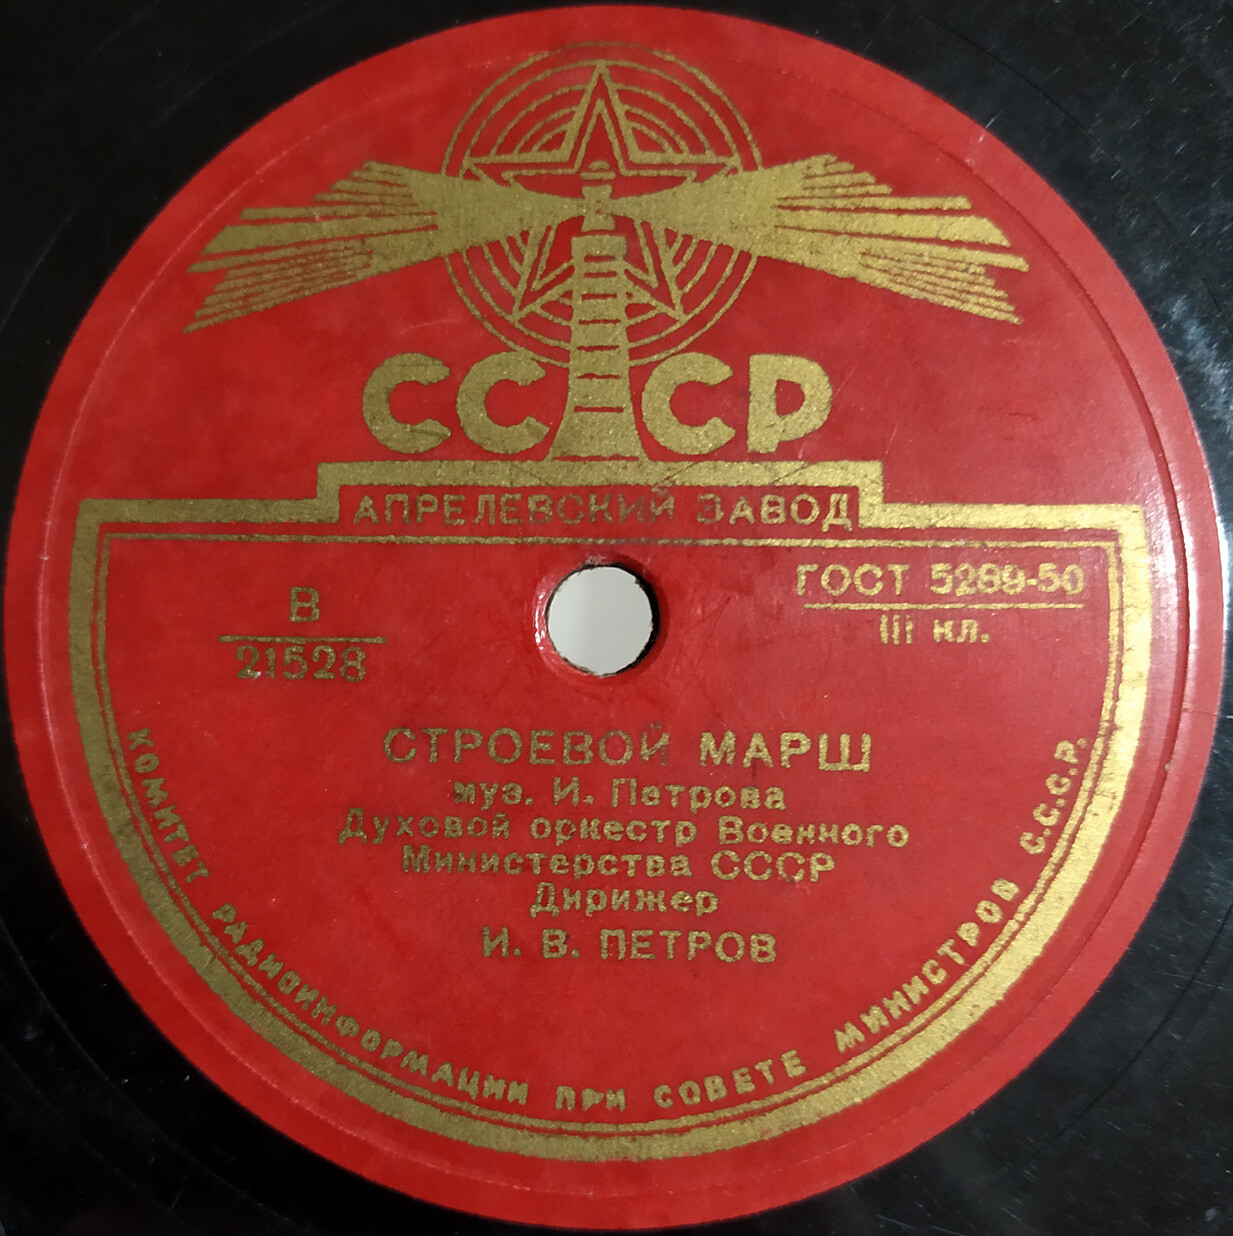 СССР
АПРЕЛЕВСКИЙ ЗАВОД
В
21528
ГОСТ 5289-50
III кл.
СТРОЕВОЙ МАРШ
муз. И. Петрова
Духовой оркестр Военного
Министерства СССР
Дирижер
И. В. ПЕТРОВ
КОМИТЕТ РАДИОИНФОРМАЦИИ ПРИ СОВЕТЕ МИНИСТРОВ С.С.С.Р.